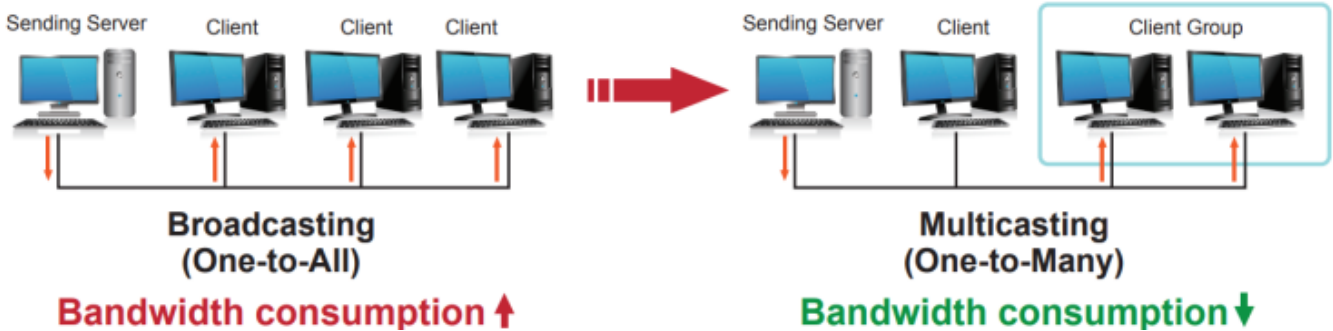 Sending Server Client Client Client
Broadcasting
(One-to-All)
Bandwidth consumption
Sending Server Client Client Group
Multicasting
(One-to-Many)
Bandwidth consumption